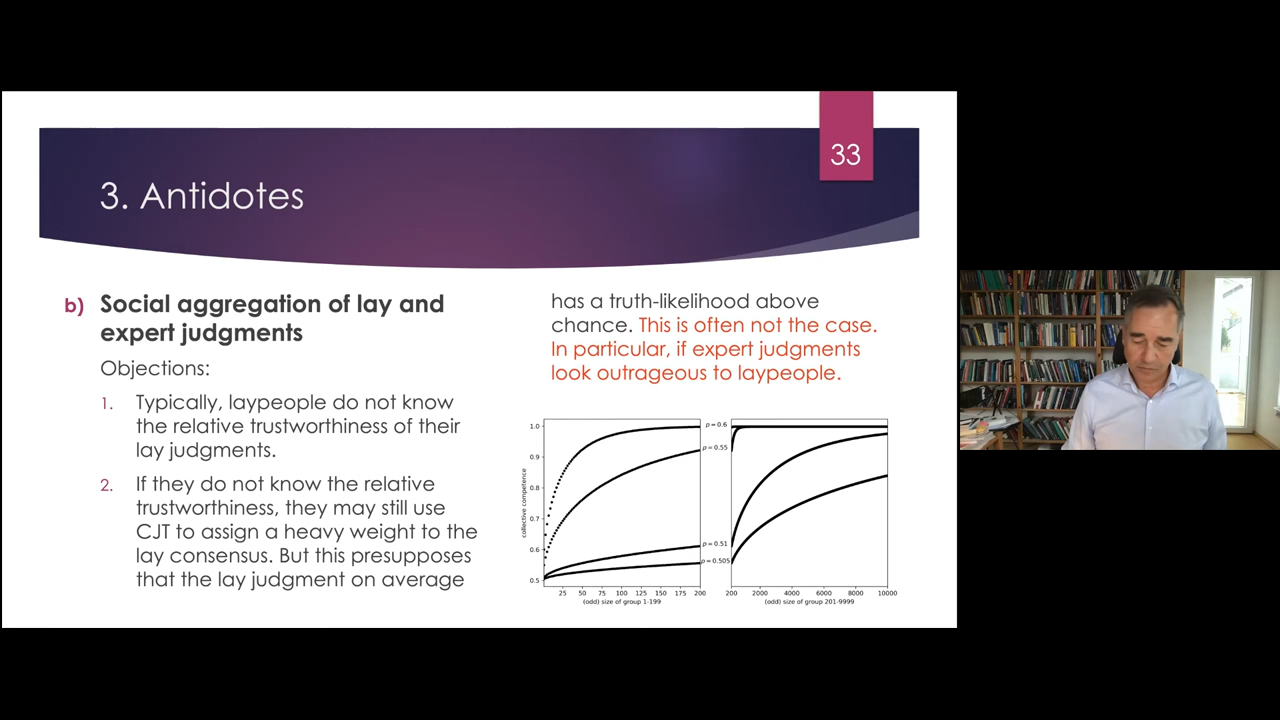 33
3. Antidotes
b) Social aggregation of lay and
expert judgments
Objections:
1. Typically, laypeople do not know
the relative trustworthiness of their
lay judgments.
2. If they do not know the relative
trustworthiness, they may still use
CJT to assign a heavy weight to the
lay consensus. But this presupposes
that the lay judgment on average
has a truth-likelihood above
chance. This is often not the case.
In particular, if expert judgments
look outrageous to laypeople.
collective competence
1.0
0.9
0.8
0.7
0.6
0.5
25 50 75 100 125 150 175 200
(odd) size of group 1-199
p=0.6
p=0.55
p=0.51
p=0.505
200 2000 4000 6000 8000 10000
(odd) size of group 201-9999